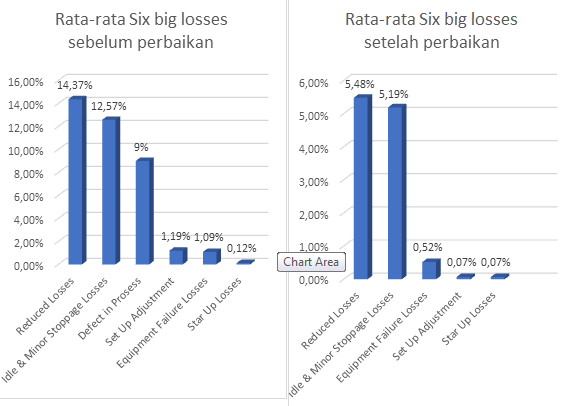 Rata-rata Six big losses
sebelum perbaikan
16,00%
14,00%
12,00%
10,00%
8,00%
6,00%
4,00%
2,00%
0,00%
14,37%
12,57%
9%
1,19%
1,09%
0,12%
Reduced Losses
Idle & Minor Stoppage Losses
Defect in Prosess
Set Up Adjustment
Equipment Failure Losses
Star Up Losses
Rata-rata Six big losses
setelah perbaikan
6,00%
5,00%
4,00%
3,00%
2,00%
1,00%
0,00%
5,48%
5,19%
0,52%
0,07%
0,07%
Chart Area
Reduced Losses
Idle & Minor Stoppage Losses
Equipment Failure Losses
Set Up Adjustment
Star Up Losses